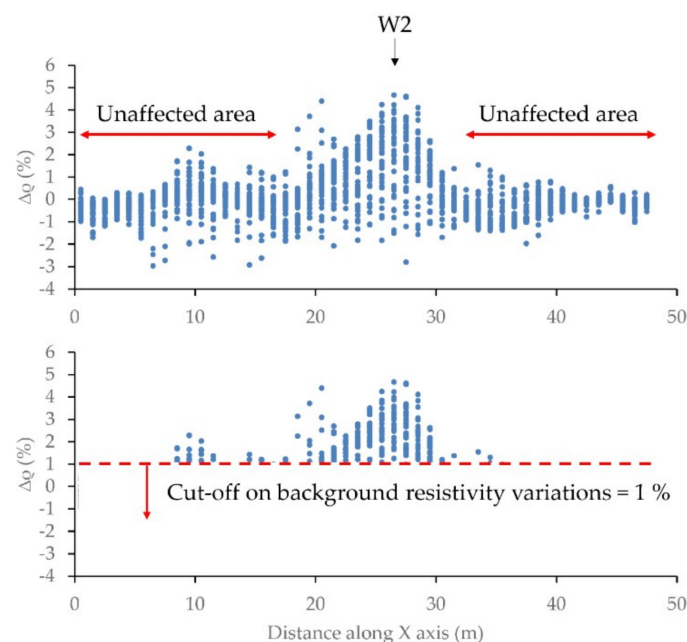 W2
6
5
4
3
2
1
0
-1
-2
-3
-4
Δϱ (%)
Unaffected area
Unaffected area
0 10 20 30 40 50
6
5
4
3
2
1
0
-1
-2
-3
-4
Δϱ (%)
Cut-off on background resistivity variations = 1 %
0 10 20 30 40 50
Distance along X axis (m)